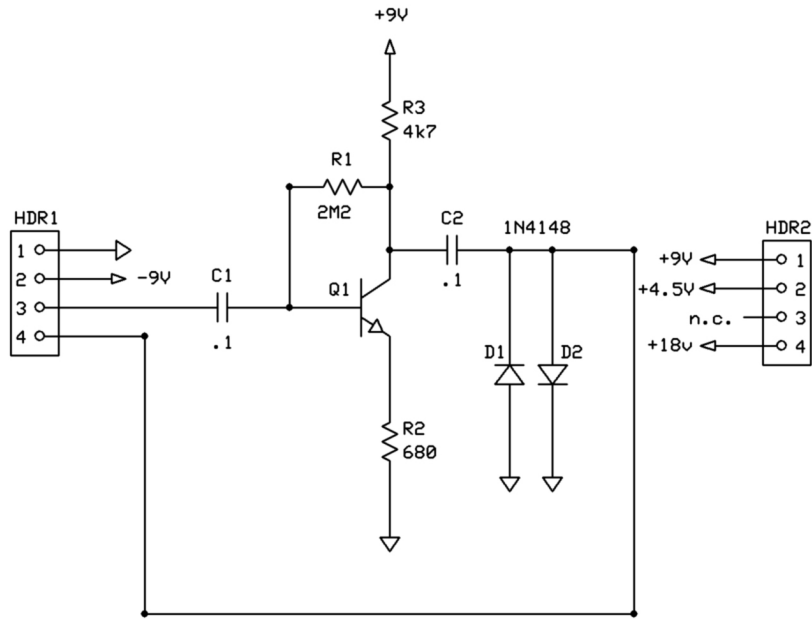 +9V
R3
4k7
R1
2M2
HDR1
1
2
3
4
-9V
C1
.1
Q1
C2
.1
1N4148
D1
D2
R2
680
HDR2
+9V
1
+4.5V
2
n.c.
3
+18v
4